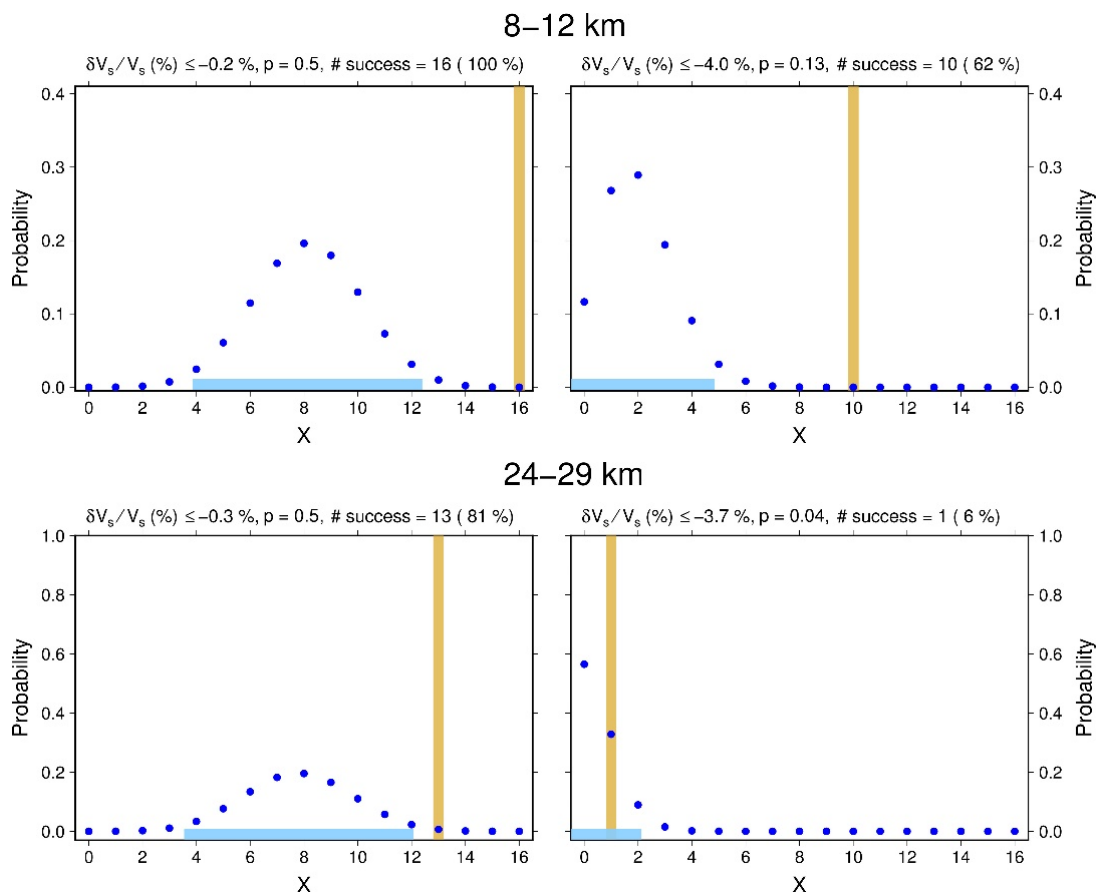 8–12 km
δVs/Vs (%) ≤−0.2 %, p = 0.5, # success = 16 ( 100 %)
δVs/Vs (%) ≤−4.0 %, p = 0.13, # success = 10 ( 62 %)
0.4
0.3
0.2
0.1
0.0
Probability
0 2 4 6 8 10 12 14 16
X
0.4
0.3
0.2
0.1
0.0
Probability
0 2 4 6 8 10 12 14 16
X
24–29 km
δVs/Vs (%) ≤−0.3 %, p = 0.5, # success = 13 ( 81 %)
δVs/Vs (%) ≤−3.7 %, p = 0.04, # success = 1 ( 6 %)
1.0
0.8
0.6
0.4
0.2
0.0
Probability
0 2 4 6 8 10 12 14 16
X
1.0
0.8
0.6
0.4
0.2
0.0
Probability
0 2 4 6 8 10 12 14 16
X